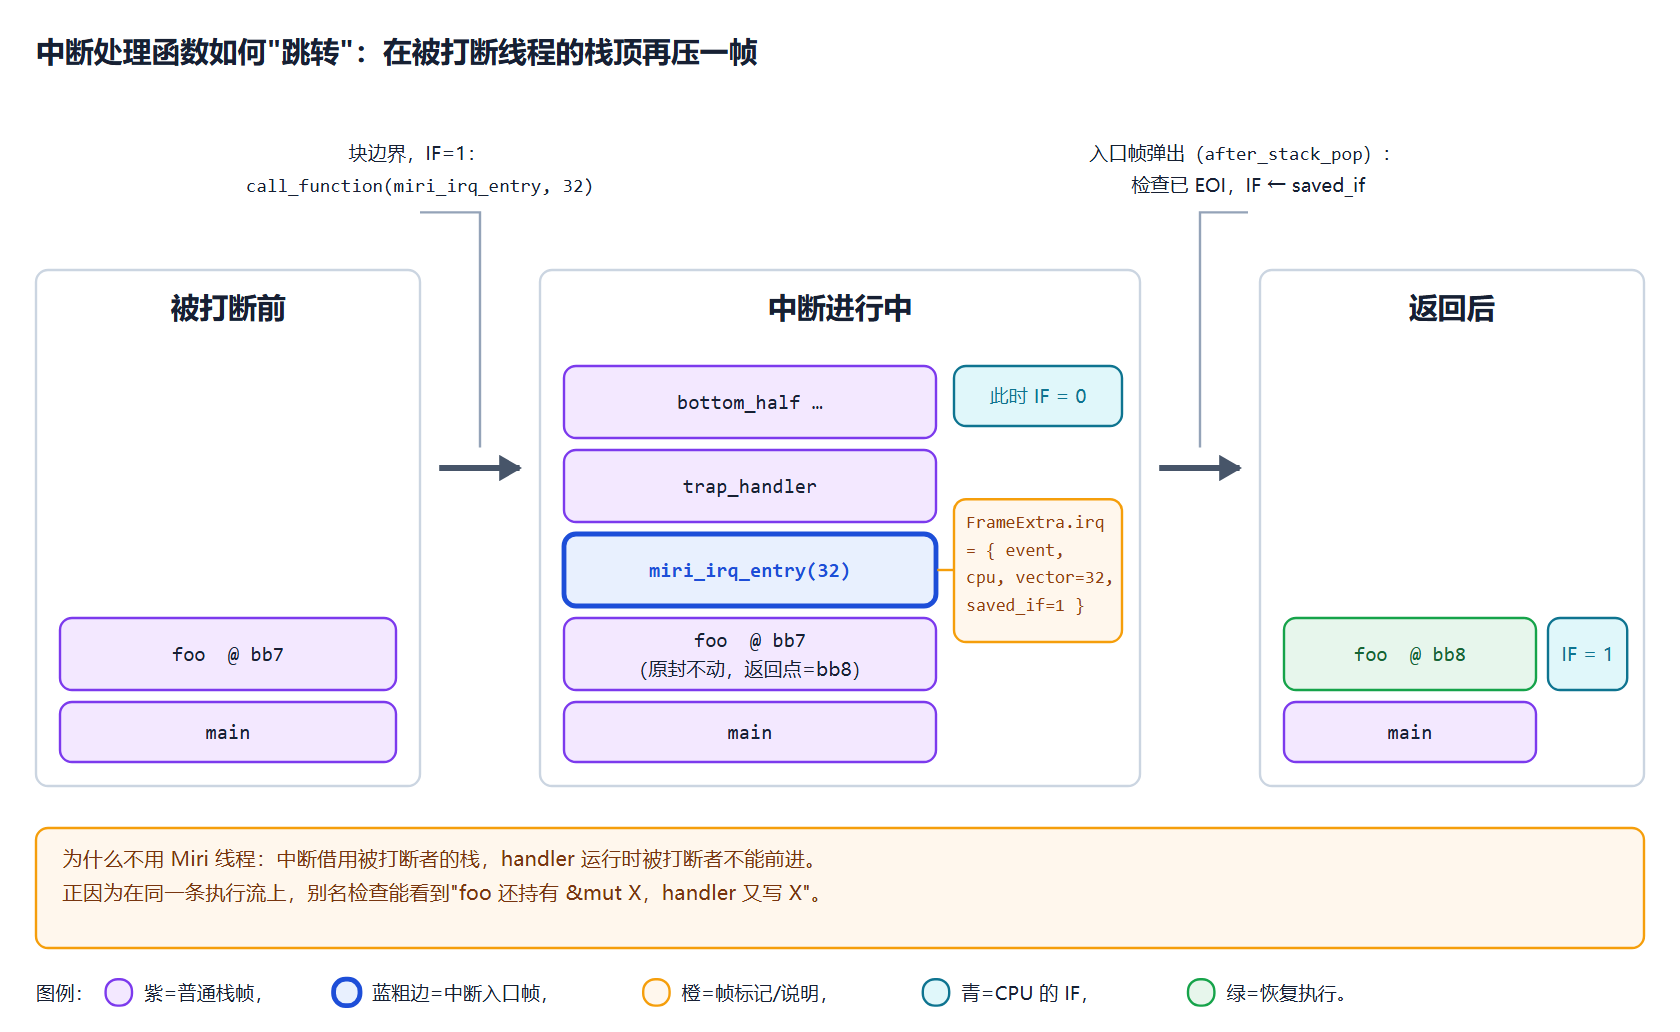 中断处理函数如何"跳转"：在被打断线程的栈顶再压一帧
块边界，IF=1：
call_function(miri_irq_entry, 32)
入口帧弹出（after_stack_pop）：
检查已 EOI，IF ← saved_if
被打断前
foo @ bb7
main
中断进行中
bottom_half …
此时 IF = 0
trap_handler
miri_irq_entry(32)
FrameExtra.irq
= { event,
cpu, vector=32,
saved_if=1 }
foo @ bb7
(原封不动，返回点=bb8)
main
返回后
foo @ bb8
IF = 1
main
为什么不用 Miri 线程：中断借用被打断者的栈，handler 运行时被打断者不能前进。
正因为在同一条执行流上，别名检查能看到"foo 还持有 &mut X，handler 又写 X"。
图例： 紫=普通栈帧， 蓝粗边=中断入口帧， 橙=帧标记/说明， 青=CPU 的 IF， 绿=恢复执行。